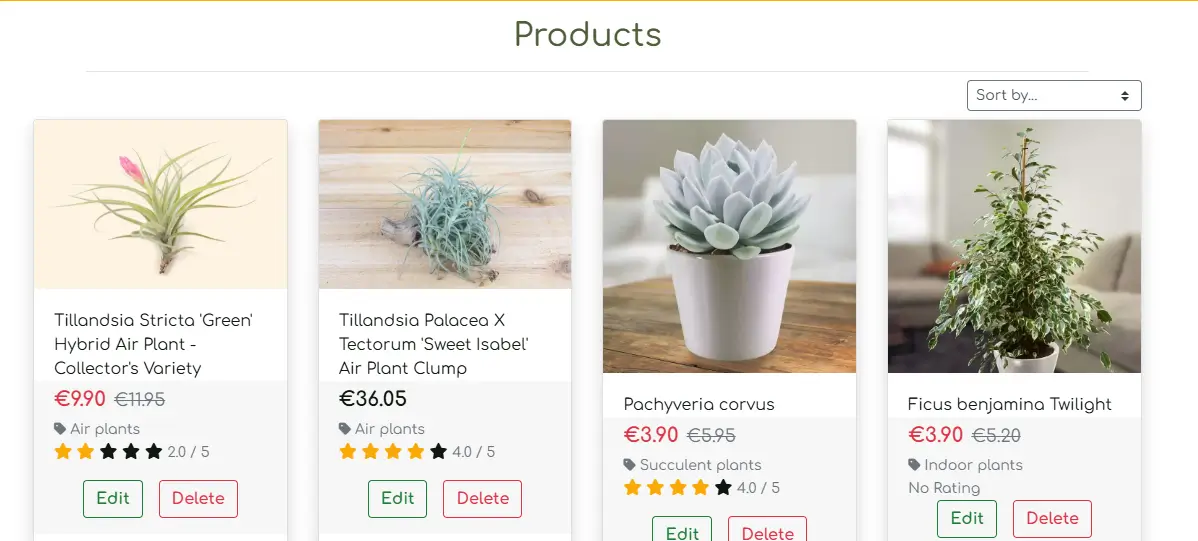 Products
Sort by...
Tillandsia Stricta 'Green'
Hybrid Air Plant -
Collector's Variety
€9.90 €11.95
Air plants
2.0 / 5
Edit Delete
Tillandsia Palacea X
Tectorum 'Sweet Isabel'
Air Plant Clump
€36.05
Air plants
4.0 / 5
Edit Delete
Pachyveria corvus
€3.90 €5.95
Succulent plants
4.0 / 5
Edit Delete
Ficus benjamina Twilight
€3.90 €5.20
Indoor plants
No Rating
Edit Delete